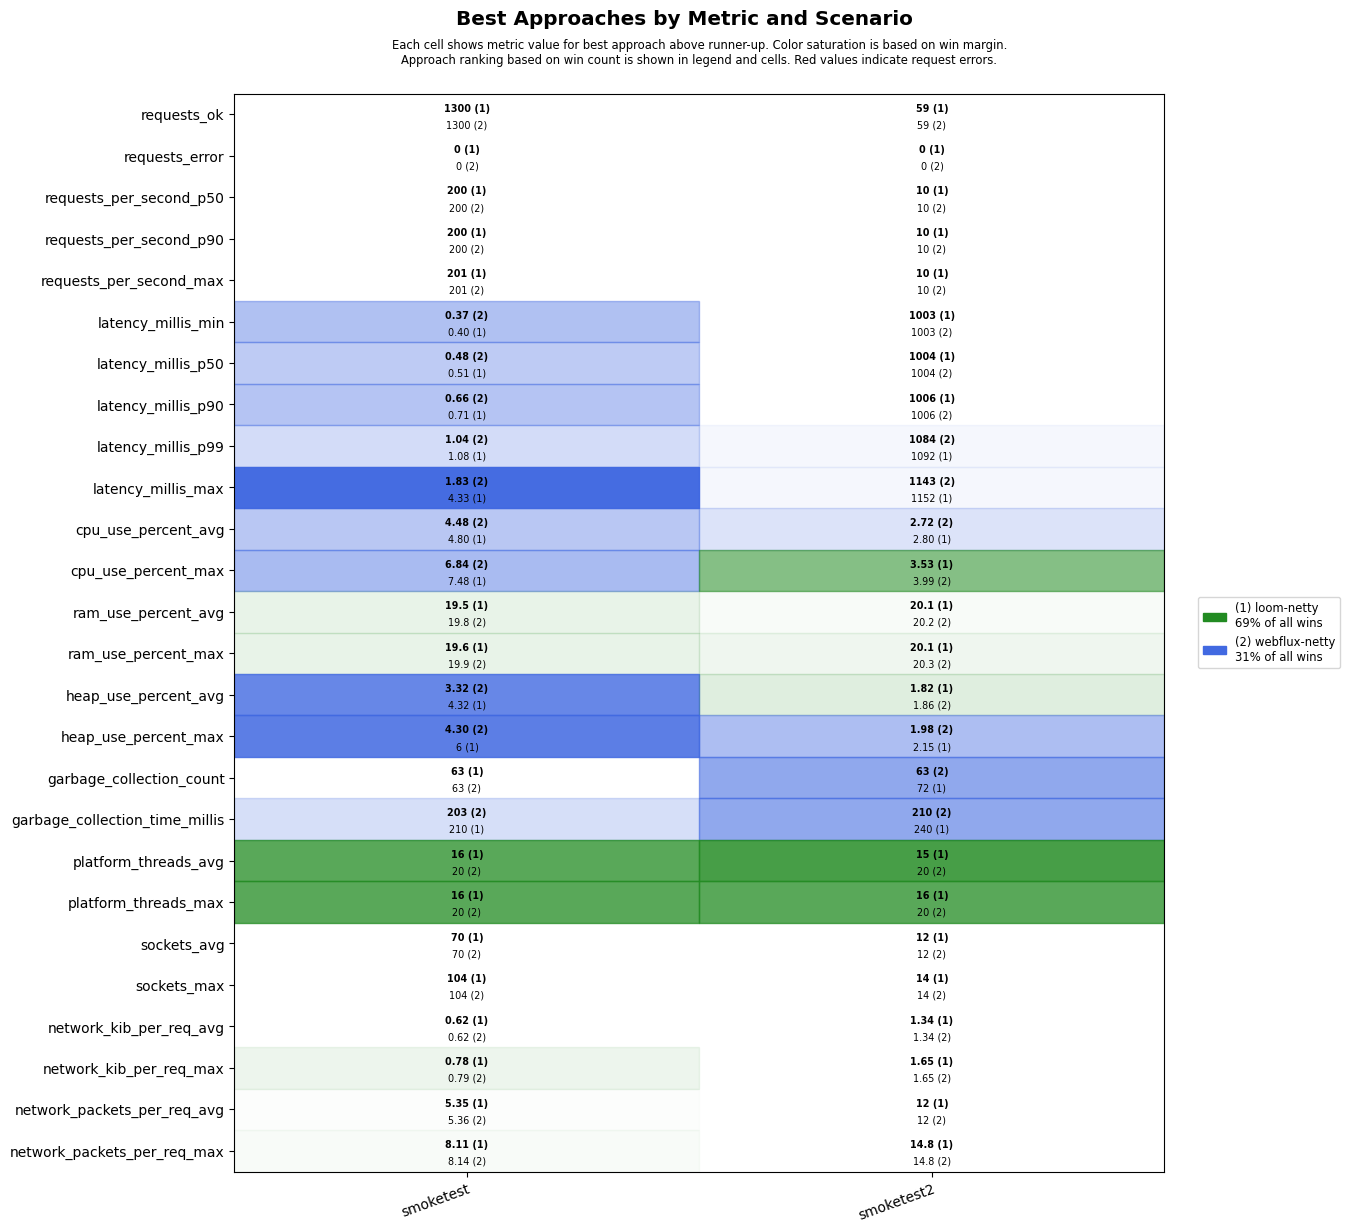 Best Approaches by Metric and Scenario
Each cell shows metric value for best approach above runner-up. Color saturation is based on win margin.
Approach ranking based on win count is shown in legend and cells. Red values indicate request errors.
requests_ok
1300 (1)
1300 (2)
59 (1)
59 (2)
requests_error
0 (1)
0 (2)
0 (1)
0 (2)
requests_per_second_p50
200 (1)
200 (2)
10 (1)
10 (2)
requests_per_second_p90
200 (1)
200 (2)
10 (1)
10 (2)
requests_per_second_max
201 (1)
201 (2)
10 (1)
10 (2)
latency_millis_min
0.37 (2)
0.40 (1)
1003 (1)
1003 (2)
latency_millis_p50
0.48 (2)
0.51 (1)
1004 (1)
1004 (2)
latency_millis_p90
0.66 (2)
0.71 (1)
1006 (1)
1006 (2)
latency_millis_p99
1.04 (2)
1.08 (1)
1084 (2)
1092 (1)
latency_millis_max
1.83 (2)
4.33 (1)
1143 (2)
1152 (1)
cpu_use_percent_avg
4.48 (2)
4.80 (1)
2.72 (2)
2.80 (1)
cpu_use_percent_max
6.84 (2)
7.48 (1)
3.53 (1)
3.99 (2)
ram_use_percent_avg
19.5 (1)
19.8 (2)
20.1 (1)
20.2 (2)
ram_use_percent_max
19.6 (1)
19.9 (2)
20.1 (1)
20.3 (2)
heap_use_percent_avg
3.32 (2)
4.32 (1)
1.82 (1)
1.86 (2)
heap_use_percent_max
4.30 (2)
6 (1)
1.98 (2)
2.15 (1)
garbage_collection_count
63 (1)
63 (2)
63 (2)
72 (1)
garbage_collection_time_millis
203 (2)
210 (1)
210 (2)
240 (1)
platform_threads_avg
16 (1)
20 (2)
15 (1)
20 (2)
platform_threads_max
16 (1)
20 (2)
16 (1)
20 (2)
sockets_avg
70 (1)
70 (2)
12 (1)
12 (2)
sockets_max
104 (1)
104 (2)
14 (1)
14 (2)
network_kib_per_req_avg
0.62 (1)
0.62 (2)
1.34 (1)
1.34 (2)
network_kib_per_req_max
0.78 (1)
0.79 (2)
1.65 (1)
1.65 (2)
network_packets_per_req_avg
5.35 (1)
5.36 (2)
12 (1)
12 (2)
network_packets_per_req_max
8.11 (1)
8.14 (2)
14.8 (1)
14.8 (2)
smoketest
smoketest2
(1) loom-netty
69% of all wins
(2) webflux-netty
31% of all wins